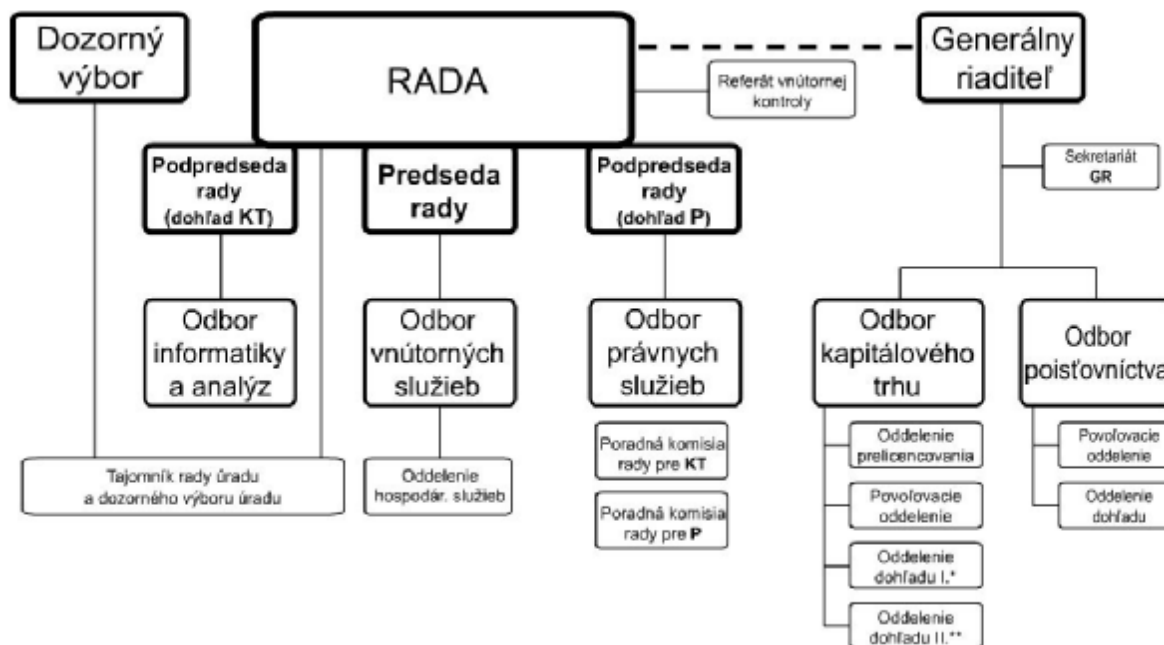 Dozorný
výbor
RADA
Generálny
riaditeľ
Referát vnútornej
kontroly
Podpredseda
rady
(dohľad KT)
Predseda
rady
Podpredseda
rady
(dohľad P)
Sekretariát
GR
Odbor
informatiky
a analýz
Odbor
vnútorných
služieb
Odbor
právnych
služieb
Odbor
kapitálového
trhu
Odbor
poisťovníctva
Tajomník rady úradu
a dozorného výboru úradu
Oddelenie
hospodár. služieb
Poradná komisia
rady pre KT
Poradná komisia
rady pre P
Oddelenie
prelicencovania
Povoľovacie
oddelenie
Oddelenie
dohľadu I.*
Oddelenie
dohľadu II.**
Povoľovacie
oddelenie
Oddelenie
dohľadu